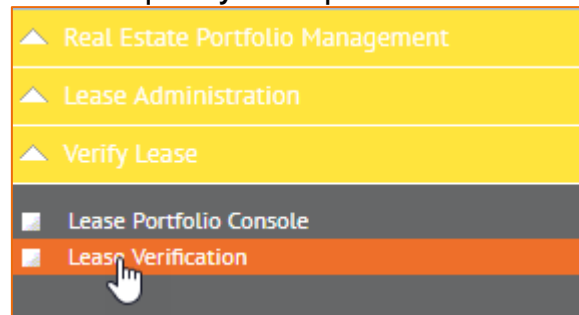 Real Estate Portfolio Management
Lease Administration
Verify Lease
Lease Portfolio Console
Lease Verification